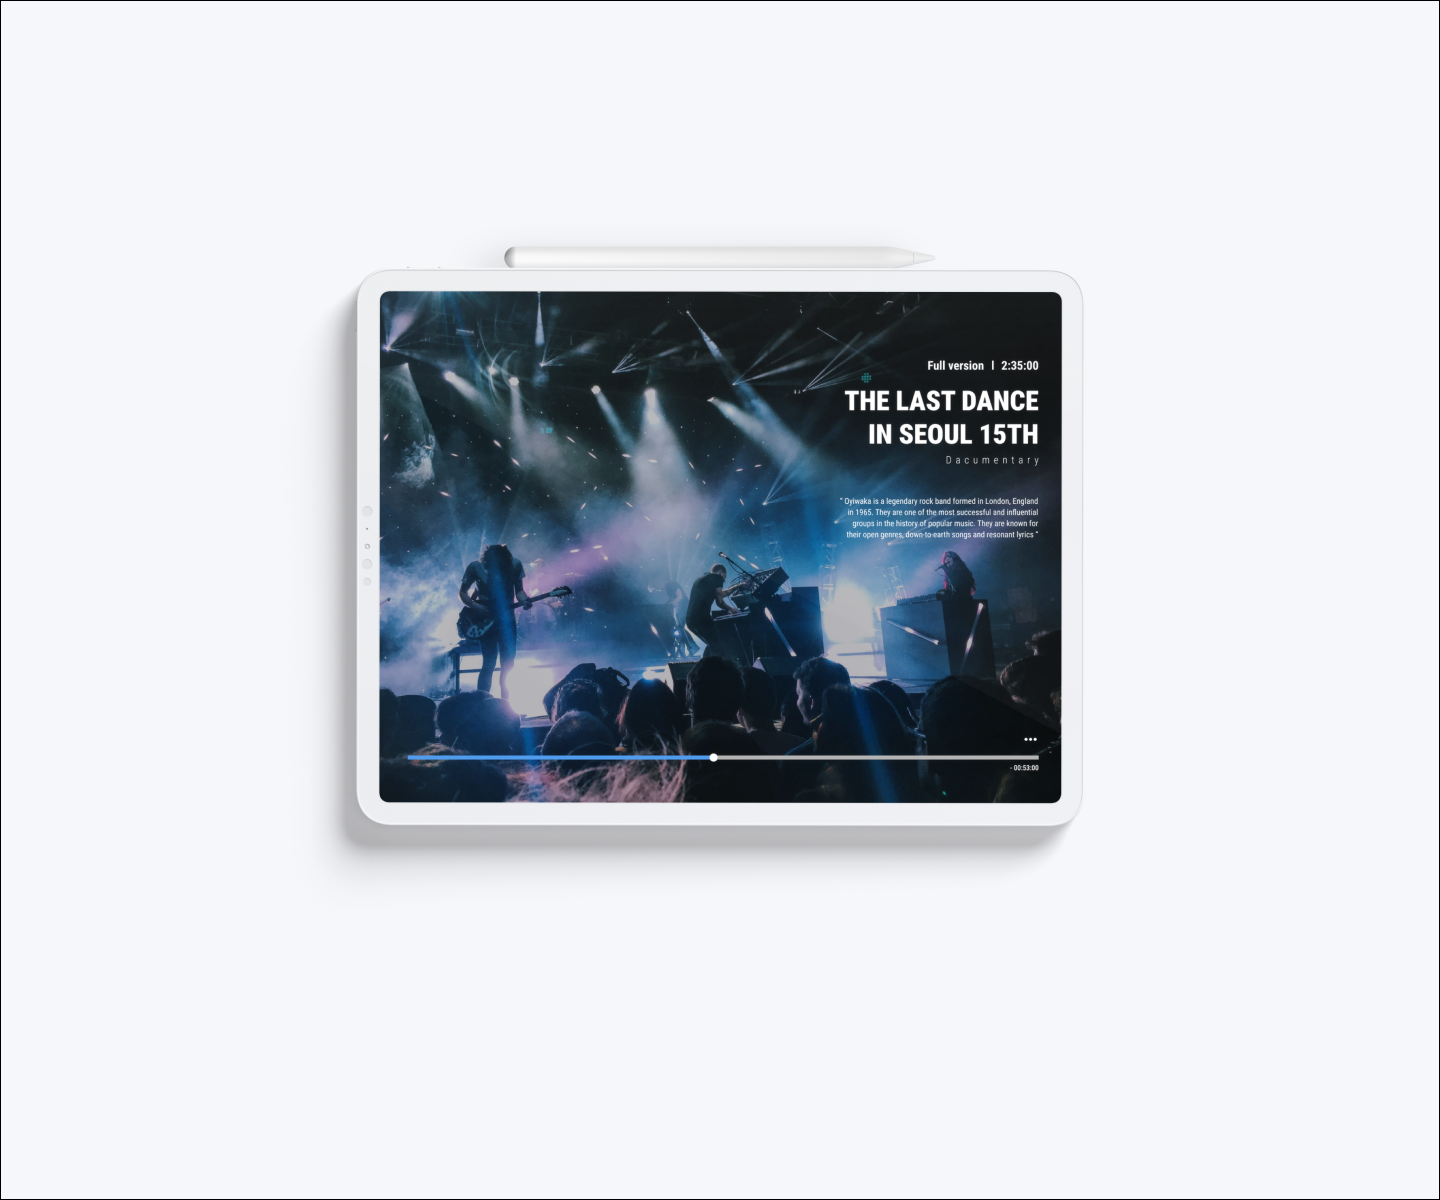 Full version | 2:35:00
THE LAST DANCE
IN SEOUL 15TH
Dacumentary
" Oyiwaka is a legendary rock band formed in London, England
in 1965. They are one of the most successful and influential
groups in the history of popular music. They are known for
their open genres, down-to-earth songs and resonant lyrics "
- 00:53:00